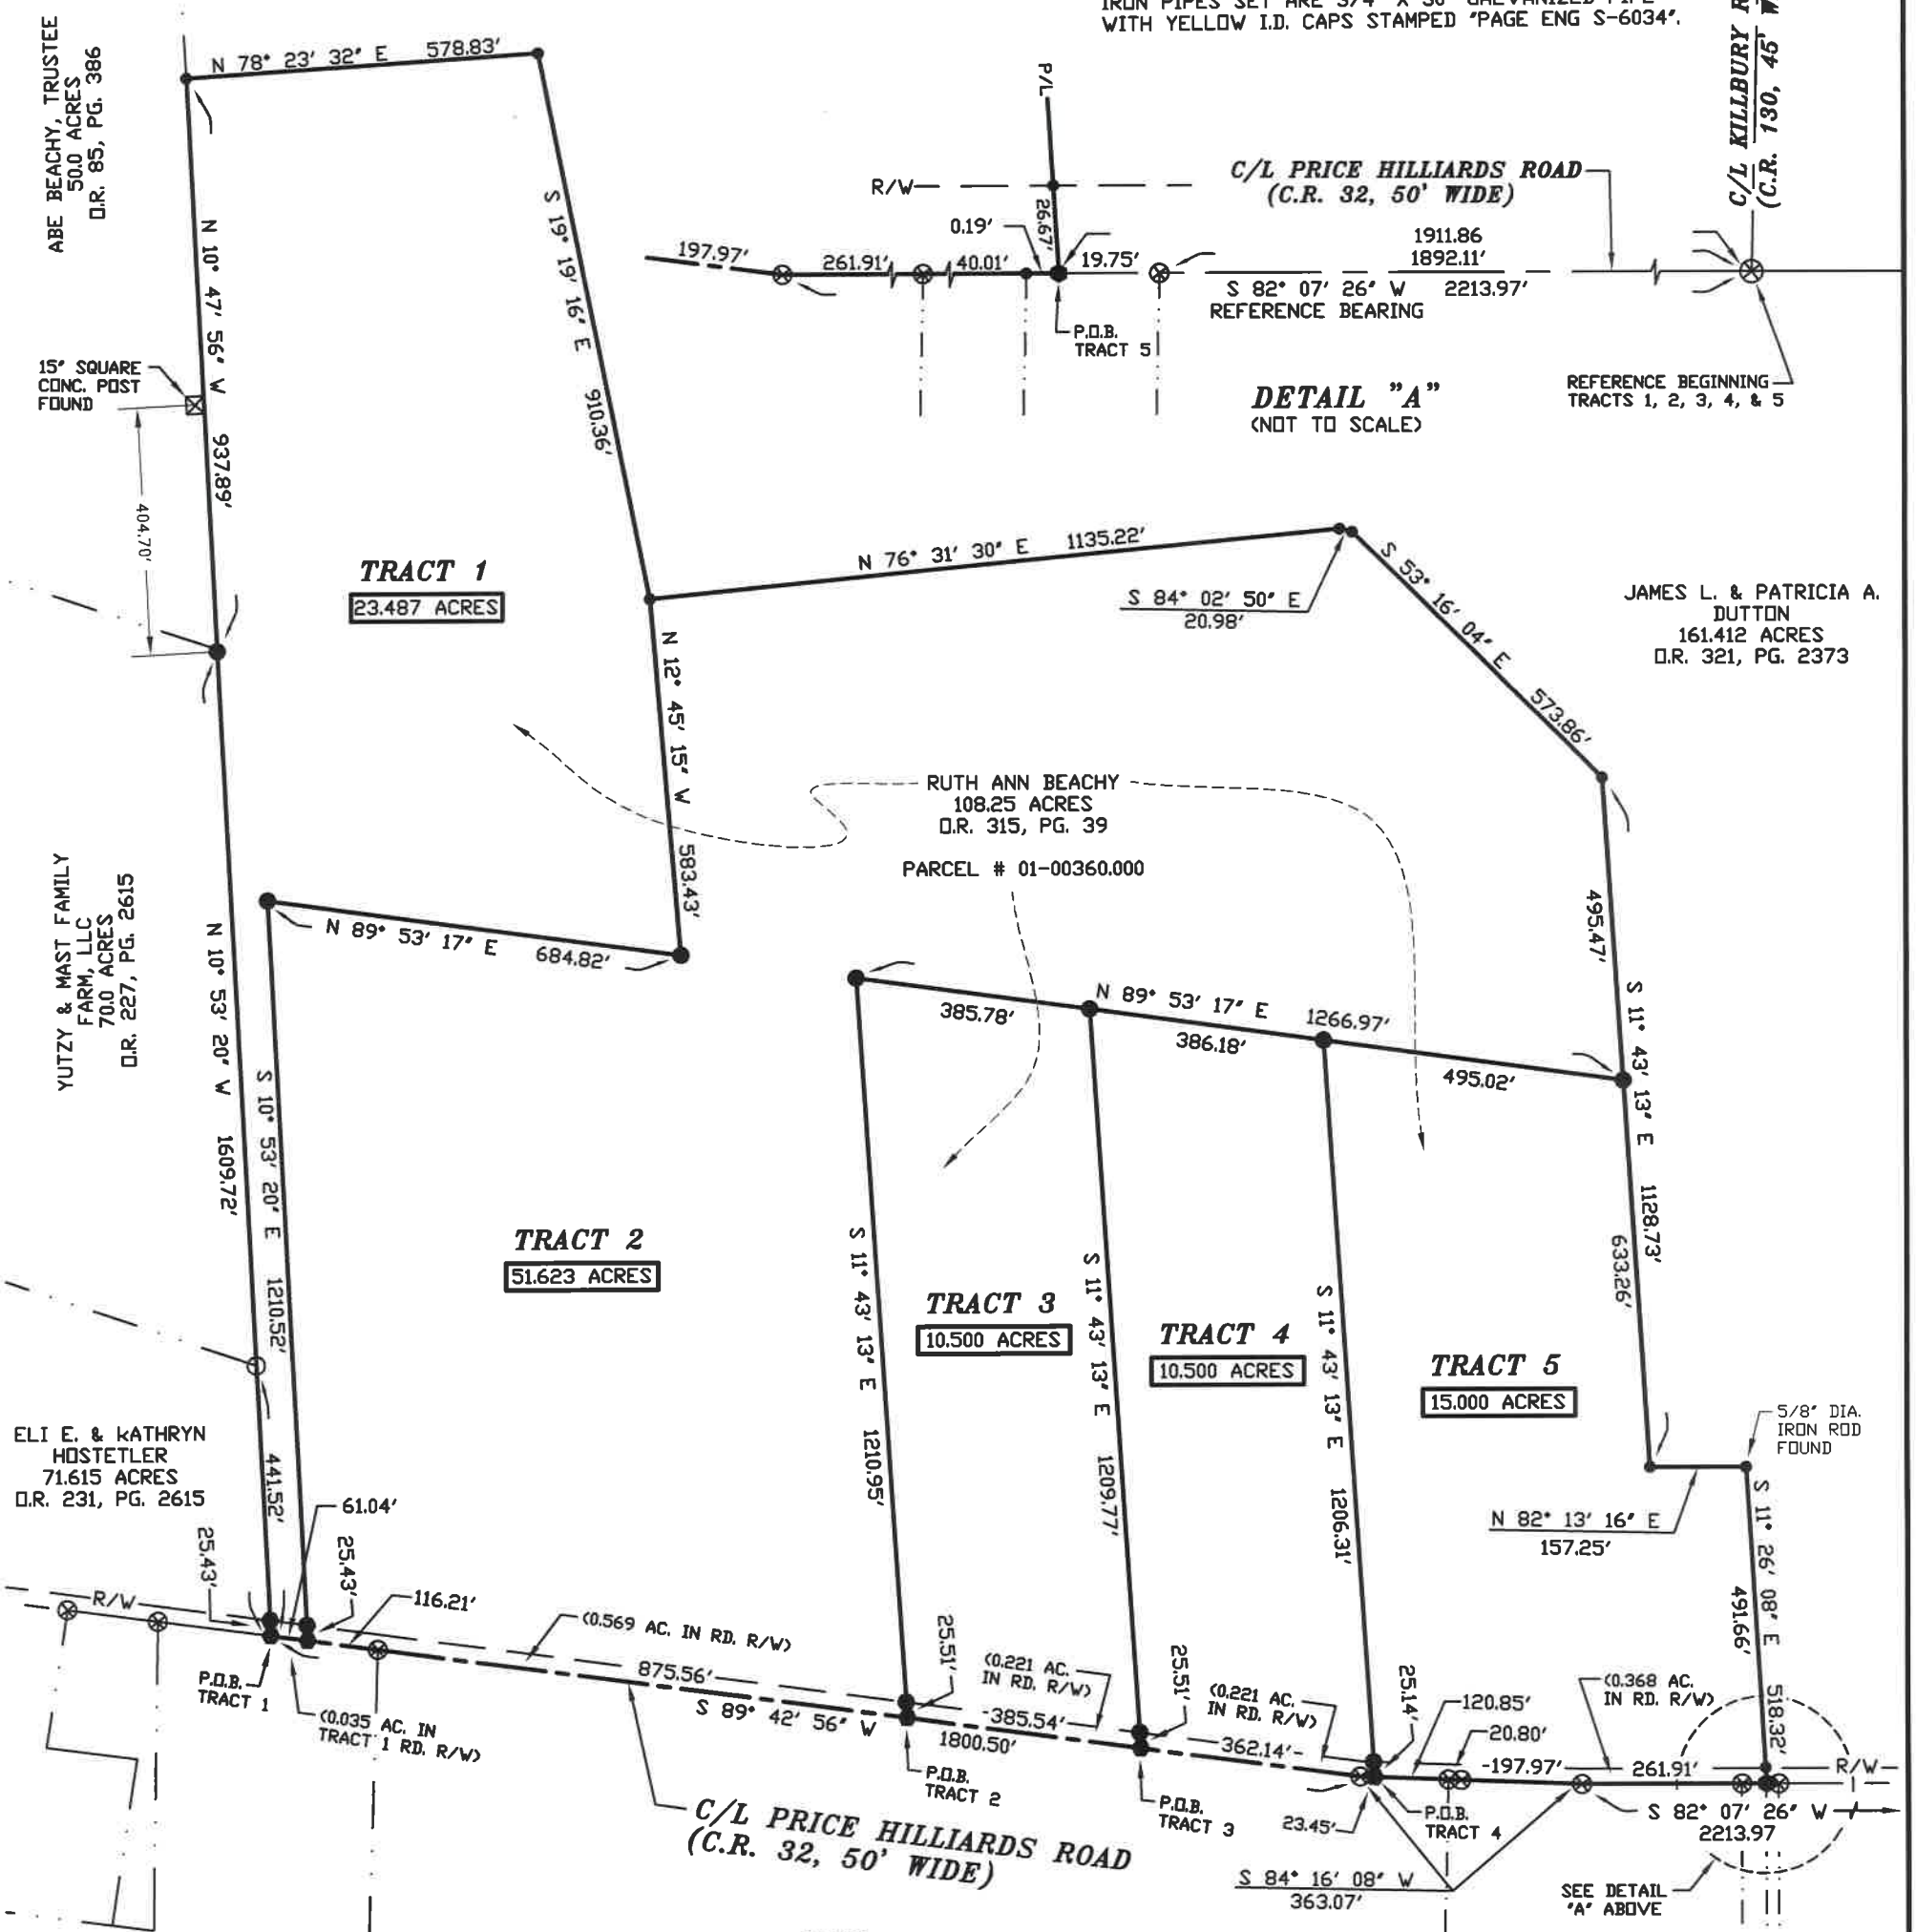 IRON PIPES SET ARE 3/4" X 30" GALVANIZED PIPE
WITH YELLOW I.D. CAPS STAMPED "PAGE ENG S-6034".
C/L KILLBURY R
(C.R. 130, 45' W
ABE BEACHY, TRUSTEE
50.0 ACRES
O.R. 85, PG. 386
N 78° 23' 32" E 578.83'
N 10° 47' 56" W 937.89'
S 19° 19' 16" E 910.36'
15" SQUARE
CONC. POST
FOUND
404.70'
P/L
R/W
26.67'
0.19'
197.97'
261.91'
40.01'
19.75'
C/L PRICE HILLIARDS ROAD
(C.R. 32, 50' WIDE)
1911.86
1892.11'
S 82° 07' 26" W 2213.97'
REFERENCE BEARING
P.O.B.
TRACT 5
DETAIL "A"
(NOT TO SCALE)
REFERENCE BEGINNING
TRACTS 1, 2, 3, 4, & 5
TRACT 1
23.487 ACRES
N 76° 31' 30" E 1135.22'
S 84° 02' 50" E
20.98'
S 53° 16' 04" E 573.86'
JAMES L. & PATRICIA A.
DUTTON
161.412 ACRES
O.R. 321, PG. 2373
N 12° 45' 15" W 583.43'
RUTH ANN BEACHY
108.25 ACRES
O.R. 315, PG. 39
PARCEL # 01-00360.000
495.47'
S 11° 43' 13" E 1128.73'
633.26'
YUTZY & MAST FAMILY
FARM, LLC
70.0 ACRES
O.R. 227, PG. 2615
N 10° 53' 20" W 1609.72'
N 89° 53' 17" E 684.82'
S 10° 53' 20" E 1210.52'
385.78'
N 89° 53' 17" E 1266.97'
386.18'
495.02'
TRACT 2
51.623 ACRES
S 11° 43' 13" E 1210.95'
TRACT 3
10.500 ACRES
S 11° 43' 13" E 1209.77'
TRACT 4
10.500 ACRES
S 11° 43' 13" E 1206.31'
TRACT 5
15.000 ACRES
5/8" DIA.
IRON ROD
FOUND
N 82° 13' 16" E
157.25'
S 11° 26' 08" E 491.66'
518.32'
ELI E. & KATHRYN
HOSTETLER
71.615 ACRES
O.R. 231, PG. 2615
441.52'
61.04'
25.43'
25.43'
R/W
116.21'
(0.569 AC. IN RD. R/W)
875.56'
S 89° 42' 56" W 1800.50'
P.O.B.
TRACT 1
(0.035 AC. IN
TRACT 1 RD. R/W)
25.51'
(0.221 AC.
IN RD. R/W)
385.54'
P.O.B.
TRACT 2
25.51'
(0.221 AC.
IN RD. R/W)
362.14'
P.O.B.
TRACT 3
25.14'
120.85'
20.80'
197.97'
(0.368 AC.
IN RD. R/W)
261.91'
R/W
23.45'
P.O.B.
TRACT 4
S 82° 07' 26" W
2213.97
C/L PRICE HILLIARDS ROAD
(C.R. 32, 50' WIDE)
S 84° 16' 08" W
363.07'
SEE DETAIL
"A" ABOVE